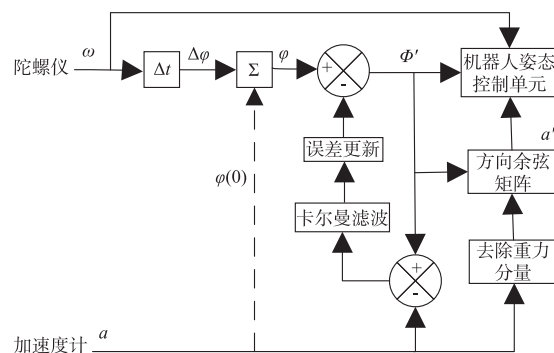 陀螺仪
ω
Δt
Δφ
Σ
φ
+
-
Φ′
机器人姿态
控制单元
a′
误差更新
方向余弦
矩阵
φ(0)
卡尔曼滤波
+
-
去除重力
分量
加速度计
a